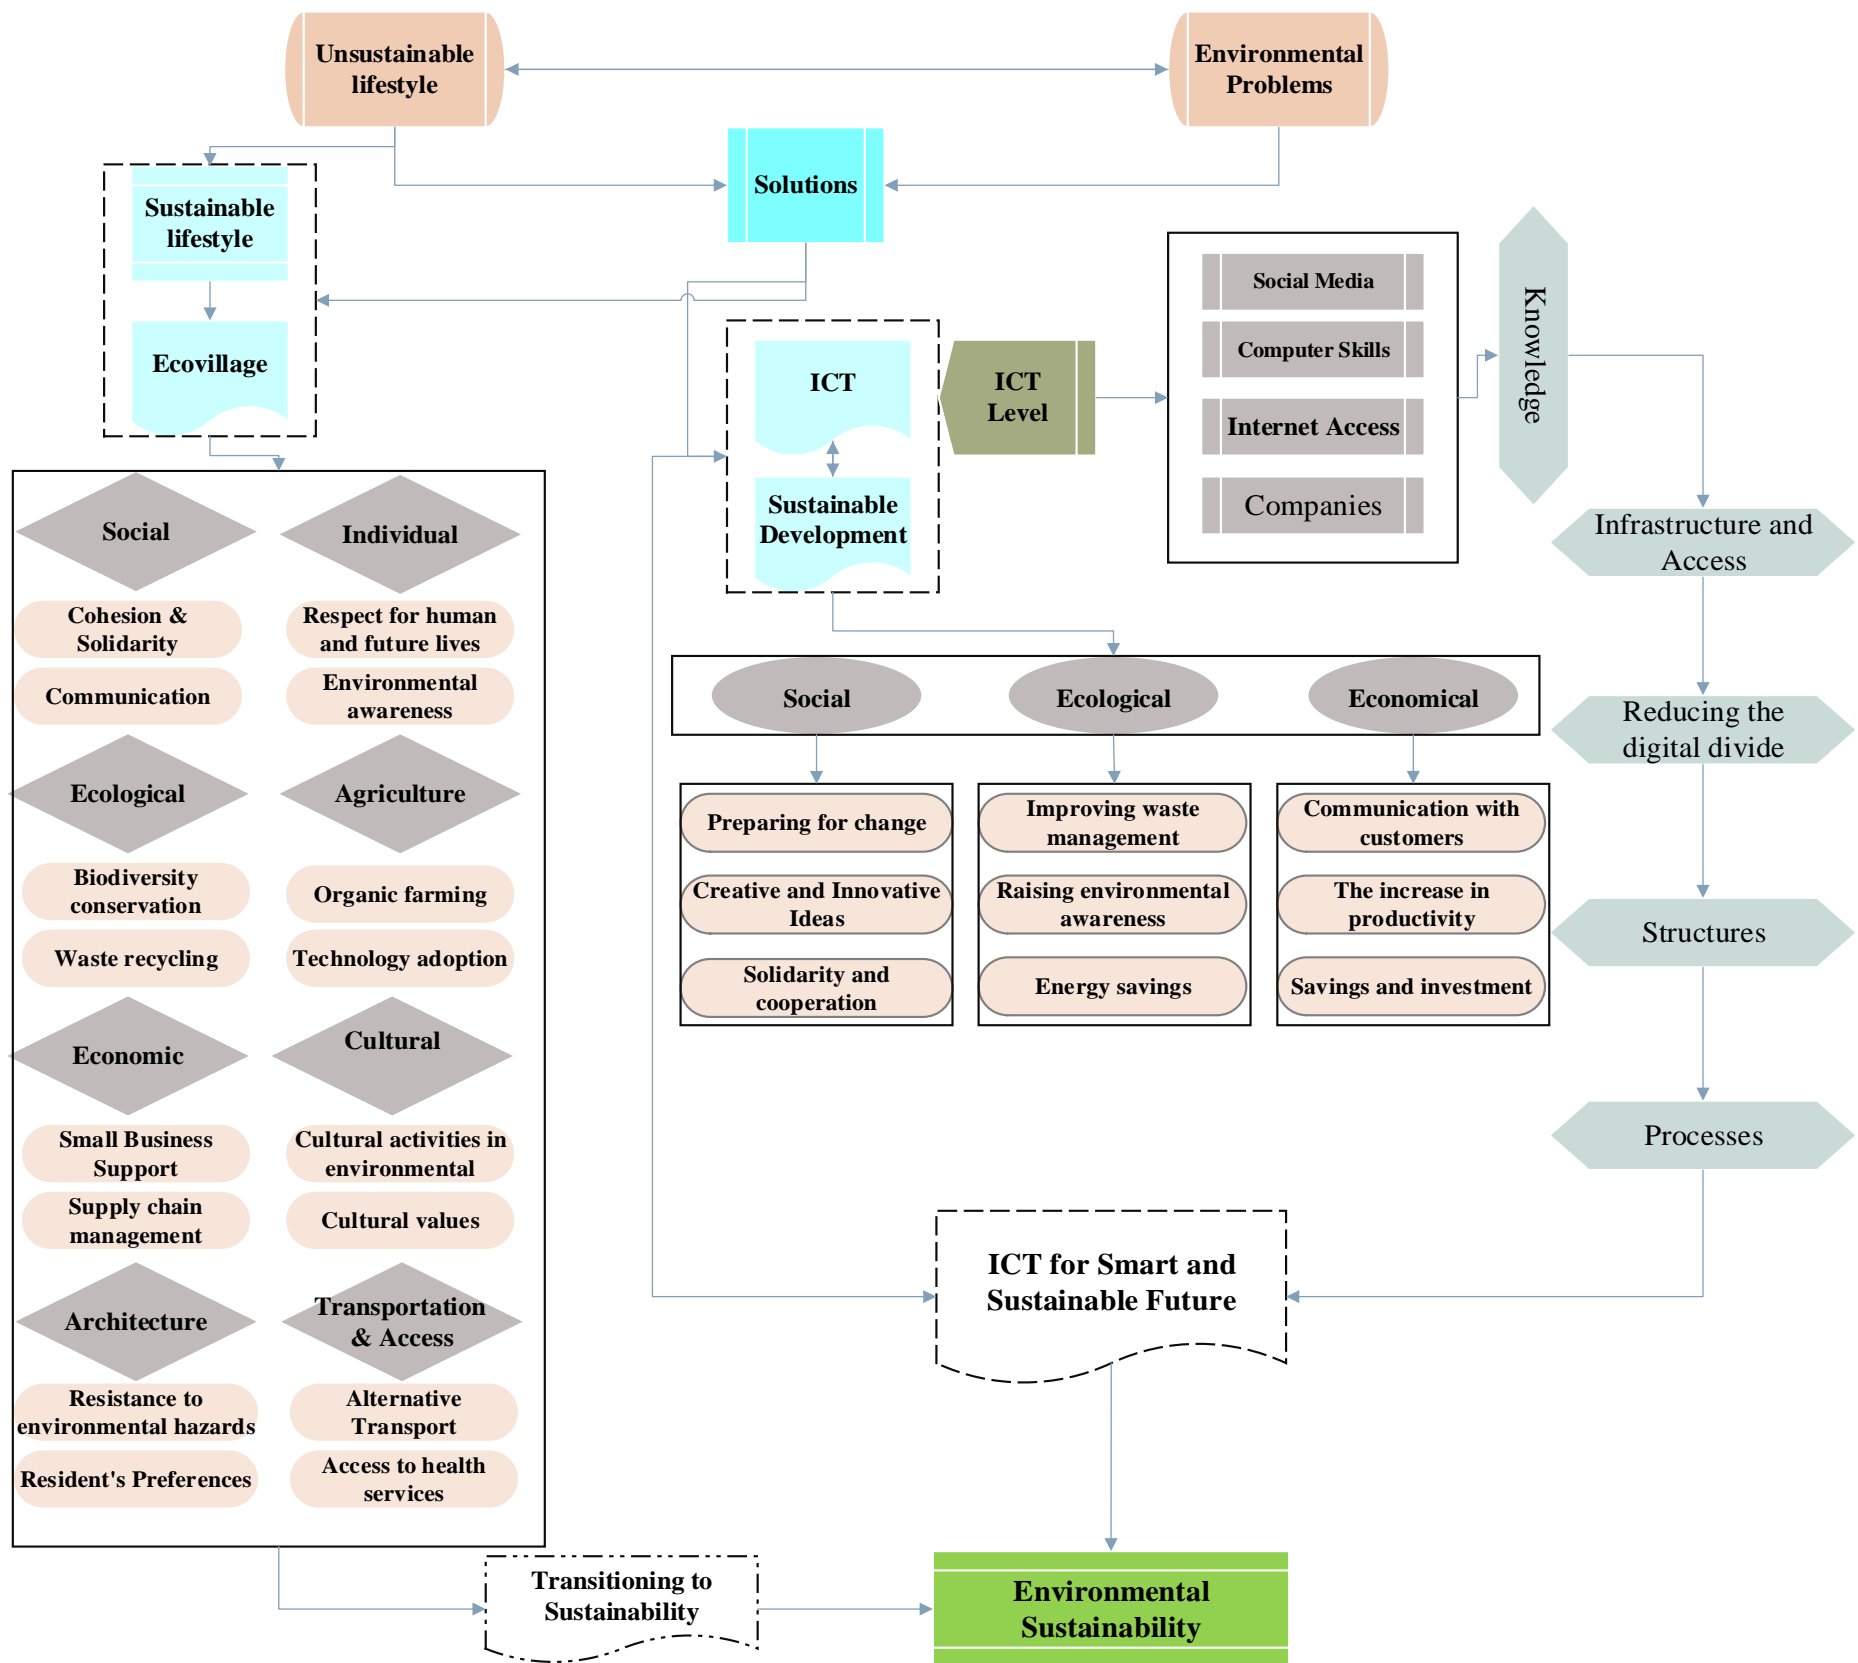 Unsustainable
lifestyle
Environmental
Problems
Solutions
Sustainable
lifestyle
Ecovillage
ICT
Sustainable
Development
ICT
Level
Social Media
Computer Skills
Internet Access
Companies
Knowledge
Infrastructure and
Access
Reducing the
digital divide
Structures
Processes
Social
Individual
Cohesion &
Solidarity
Respect for human
and future lives
Communication
Environmental
awareness
Ecological
Agriculture
Biodiversity
conservation
Organic farming
Waste recycling
Technology adoption
Economic
Cultural
Small Business
Support
Cultural activities in
environmental
Supply chain
management
Cultural values
Architecture
Transportation
& Access
Resistance to
environmental hazards
Alternative
Transport
Resident's Preferences
Access to health
services
Social
Ecological
Economical
Preparing for change
Creative and Innovative
Ideas
Solidarity and
cooperation
Improving waste
management
Raising environmental
awareness
Energy savings
Communication with
customers
The increase in
productivity
Savings and investment
ICT for Smart and
Sustainable Future
Transitioning to
Sustainability
Environmental
Sustainability